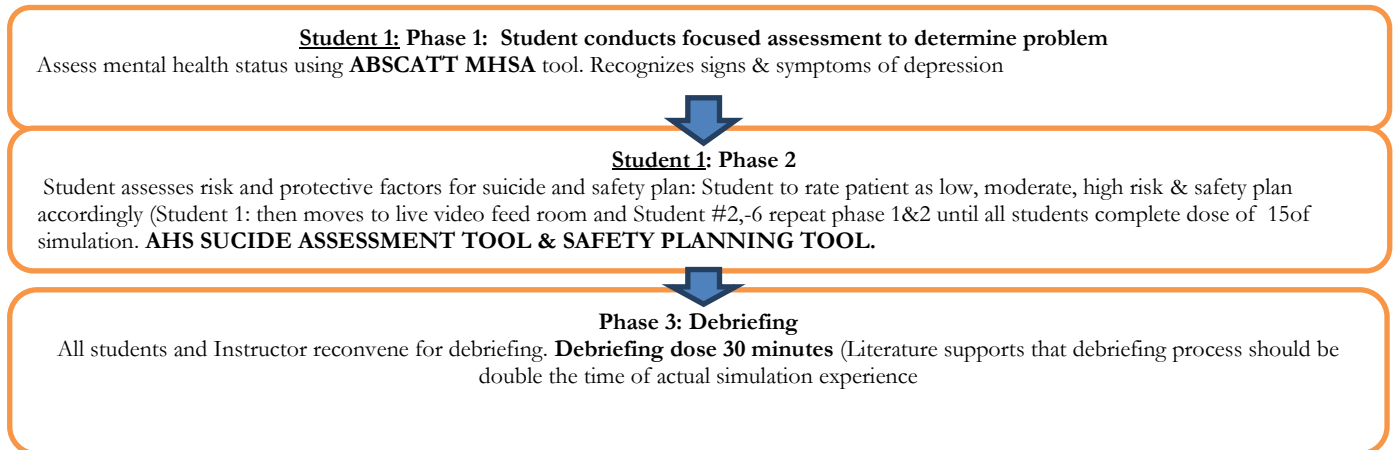 Student 1: Phase 1: Student conducts focused assessment to determine problem
Assess mental health status using ABSCATT MHSA tool. Recognizes signs & symptoms of depression
Student 1: Phase 2
Student assesses risk and protective factors for suicide and safety plan: Student to rate patient as low, moderate, high risk & safety plan
accordingly (Student 1: then moves to live video feed room and Student #2,-6 repeat phase 1&2 until all students complete dose of 15of
simulation. AHS SUCIDE ASSESSMENT TOOL & SAFETY PLANNING TOOL.
Phase 3: Debriefing
All students and Instructor reconvene for debriefing. Debriefing dose 30 minutes (Literature supports that debriefing process should be
double the time of actual simulation experience